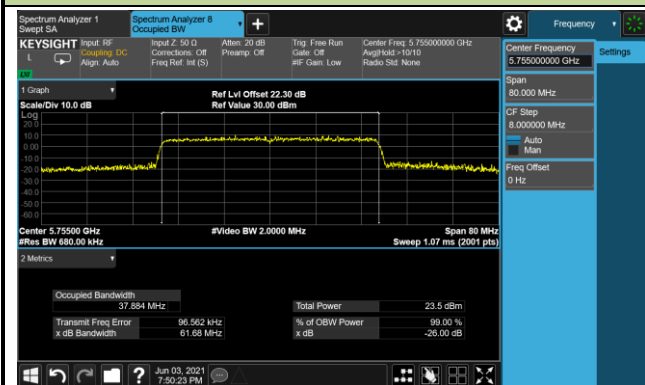 Spectrum Analyzer 1
Swept SA
Spectrum Analyzer 8
Occupied BW
+
Frequency
KEYSIGHT
L
Input: RF
Coupling: DC
Align: Auto
Input Z: 50 Ω
Corrections: Off
Freq Ref: Int (S)
Atten: 20 dB
Preamp: Off
Trig: Free Run
Gate: Off
#IF Gain: Low
Center Freq: 5.755000000 GHz
Avg|Hold:>10/10
Radio Std: None
1 Graph
Scale/Div 10.0 dB
Ref Lvl Offset 22.30 dB
Ref Value 30.00 dBm
Log
20.0
10.0
0.00
-10.0
-20.0
-30.0
-40.0
-50.0
-60.0
Center 5.75500 GHz
#Res BW 680.00 kHz
#Video BW 2.0000 MHz
Span 80 MHz
Sweep 1.07 ms (2001 pts)
2 Metrics
Occupied Bandwidth
37.884 MHz
Total Power 23.5 dBm
Transmit Freq Error 96.562 kHz
% of OBW Power 99.00 %
x dB Bandwidth 61.68 MHz
x dB -26.00 dB
Center Frequency
5.755000000 GHz
Settings
Span
80.000 MHz
CF Step
8.000000 MHz
Auto
Man
Freq Offset
0 Hz
?
Jun 03, 2021
7:50:23 PM